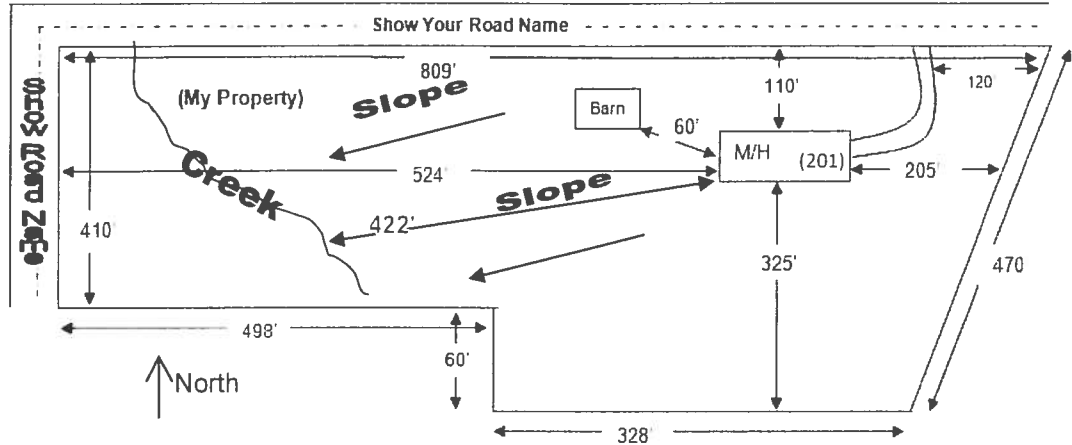 Show Your Road Name
809'
(My Property)
Slope
110'
120'
Barn
60'
M/H
(201)
SHOW ROAD NAME
Creek
524'
Slope
205'
410'
422'
325'
470
498'
60'
North
328'